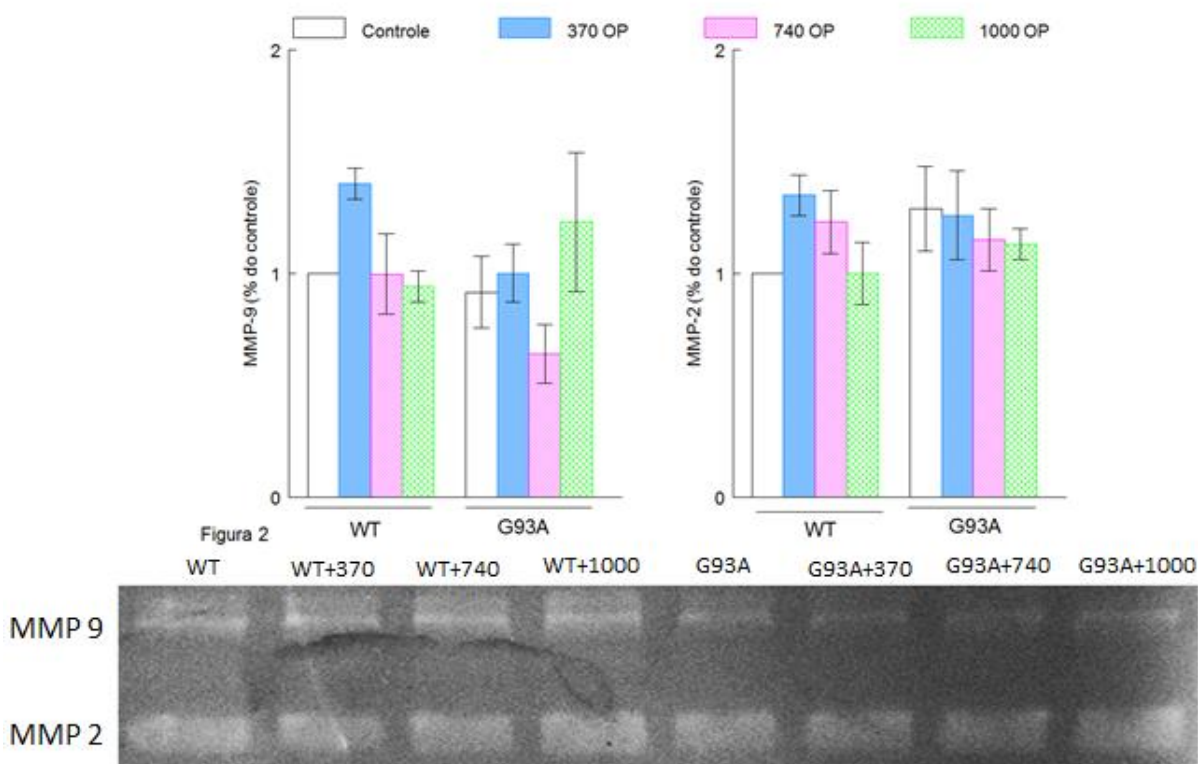 Controle 370 OP 740 OP 1000 OP
2
1
0
MMP-9 (% do controle)
WT G93A
2
1
0
MMP-2 (% do controle)
WT G93A
Figura 2
WT WT+370 WT+740 WT+1000 G93A G93A+370 G93A+740 G93A+1000
MMP 9
MMP 2